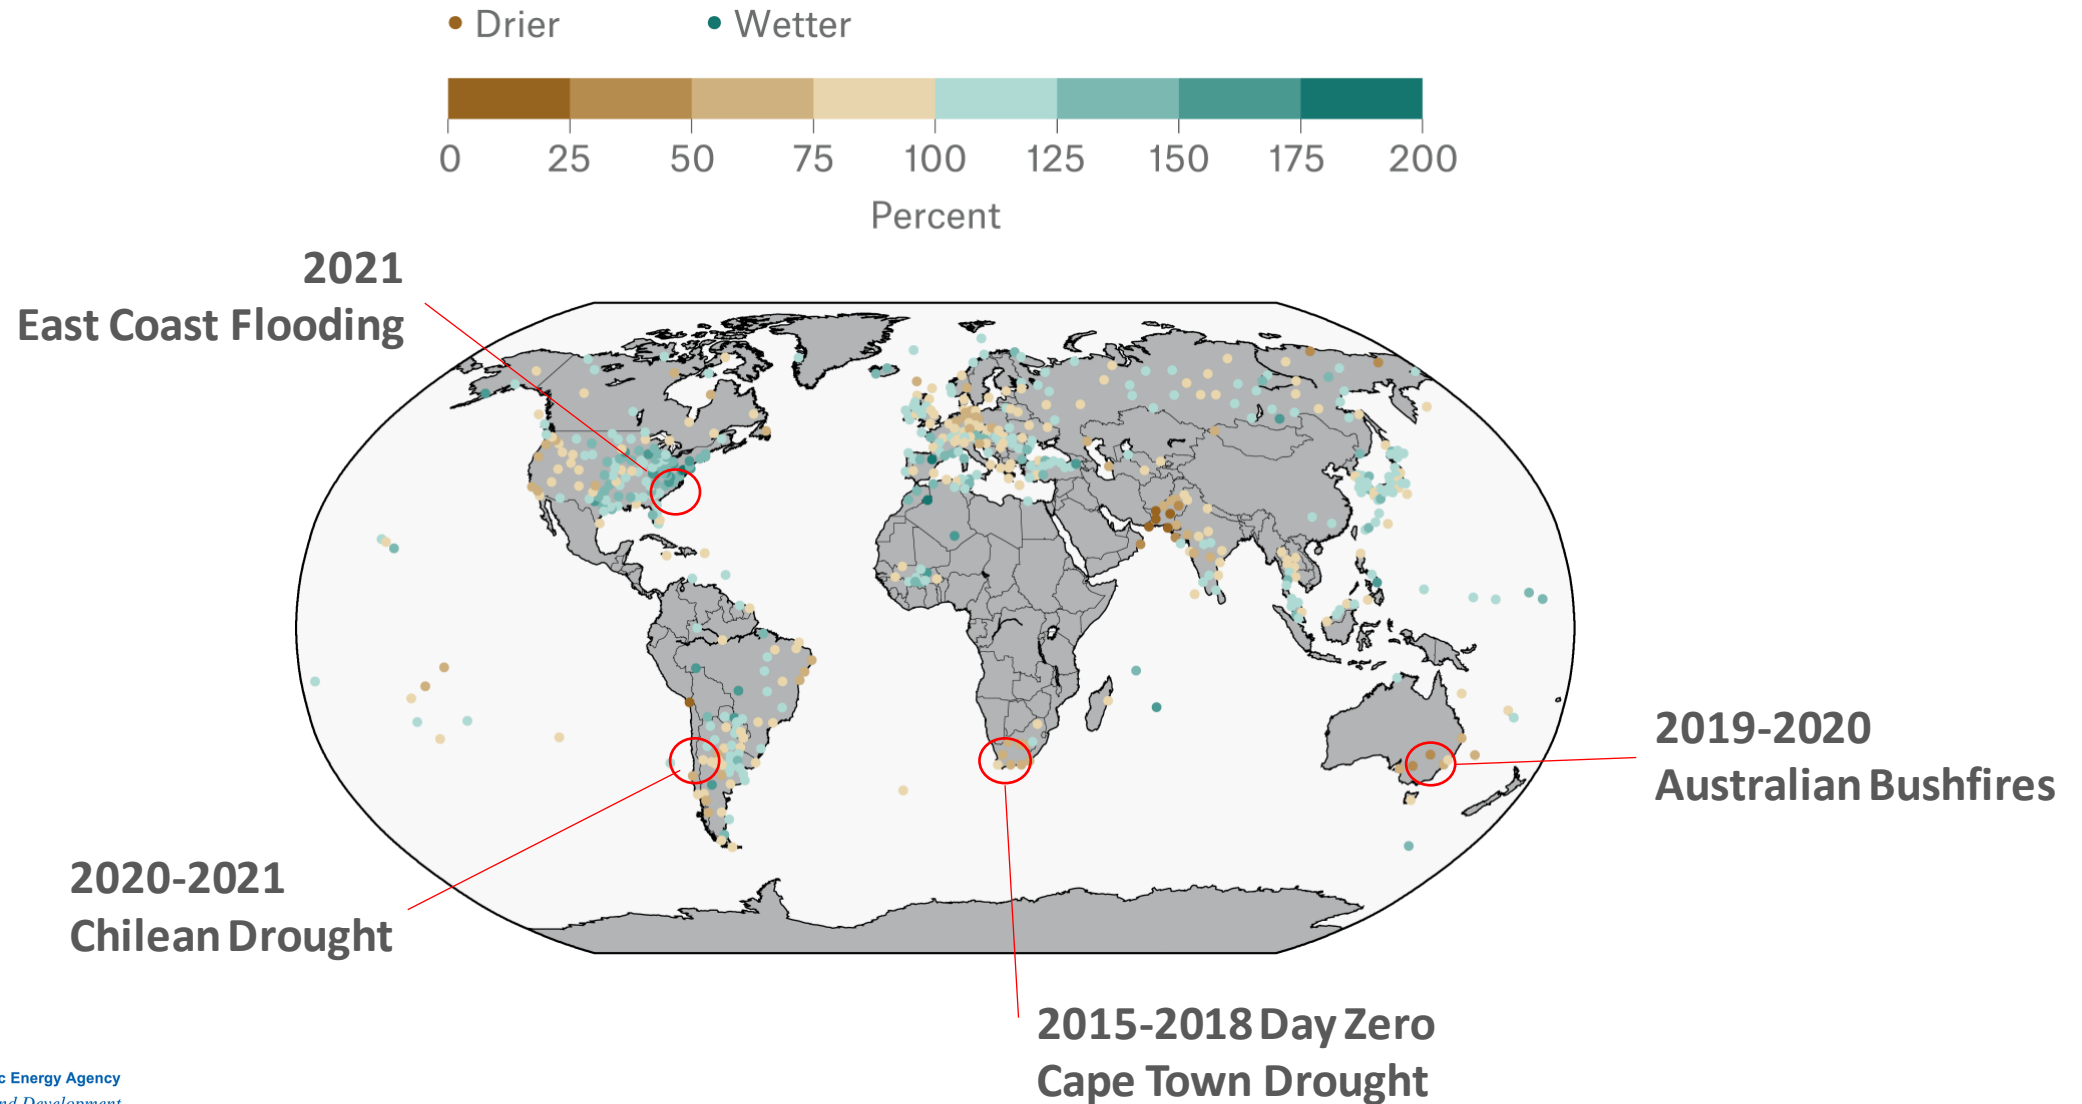 Drier
Wetter
0 25 50 75 100 125 150 175 200
Percent
2021
East Coast Flooding
2019-2020
Australian Bushfires
2020-2021
Chilean Drought
2015-2018 Day Zero
Cape Town Drought
Energy Agency
Development